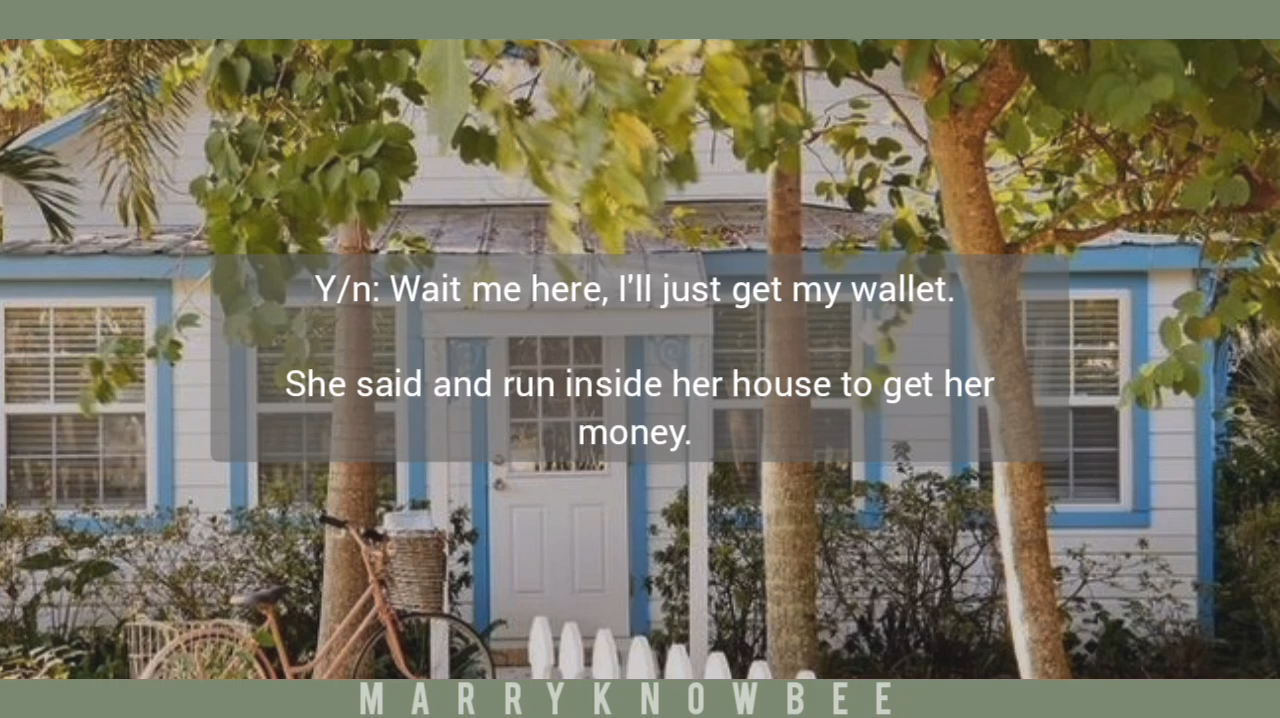 Y/n: Wait me here, I'll just get my wallet.
She said and run inside her house to get her
money.
MARRYKNOWBEE